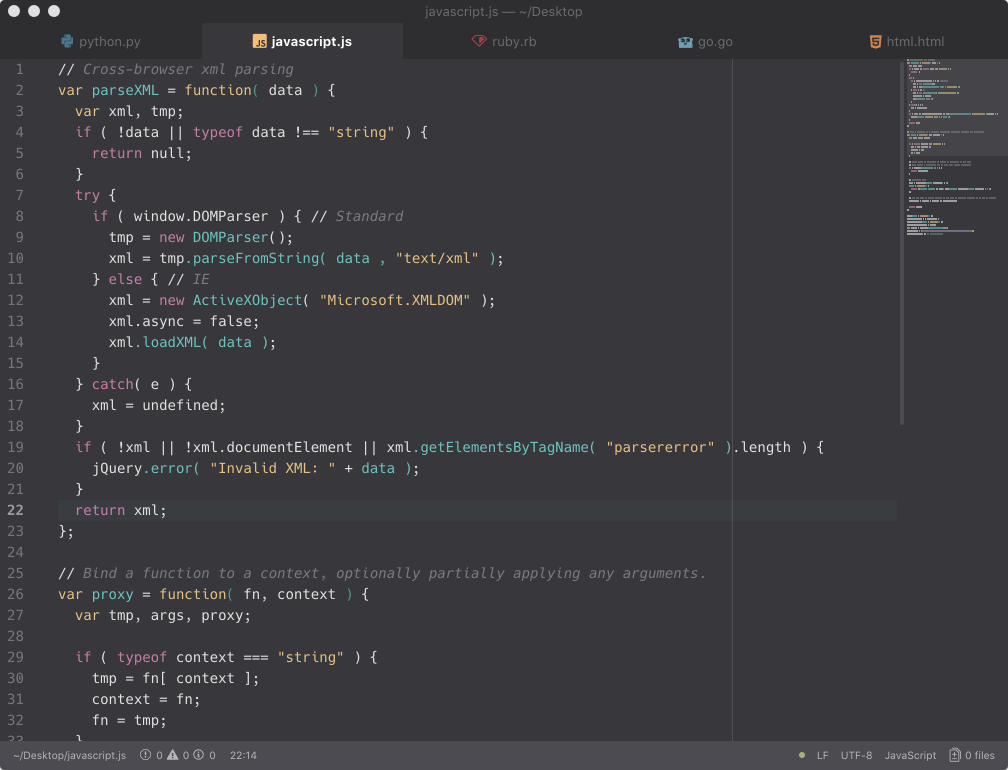 javascript.js — ~/Desktop
python.py
JS javascript.js
ruby.rb
go.go
html.html
1 // Cross-browser xml parsing
2 var parseXML = function( data ) {
3 var xml, tmp;
4 if ( !data || typeof data !== "string" ) {
5 return null;
6 }
7 try {
8 if ( window.DOMParser ) { // Standard
9 tmp = new DOMParser();
10 xml = tmp.parseFromString( data , "text/xml" );
11 } else { // IE
12 xml = new ActiveXObject( "Microsoft.XMLDOM" );
13 xml.async = false;
14 xml.loadXML( data );
15 }
16 } catch( e ) {
17 xml = undefined;
18 }
19 if ( !xml || !xml.documentElement || xml.getElementsByTagName( "parsererror" ).length ) {
20 jQuery.error( "Invalid XML: " + data );
21 }
22 return xml;
23 };
24
25 // Bind a function to a context, optionally partially applying any arguments.
26 var proxy = function( fn, context ) {
27 var tmp, args, proxy;
28
29 if ( typeof context === "string" ) {
30 tmp = fn[ context ];
31 context = fn;
32 fn = tmp;
33 }
~/Desktop/javascript.js 0 0 0 22:14 LF UTF-8 JavaScript 0 files